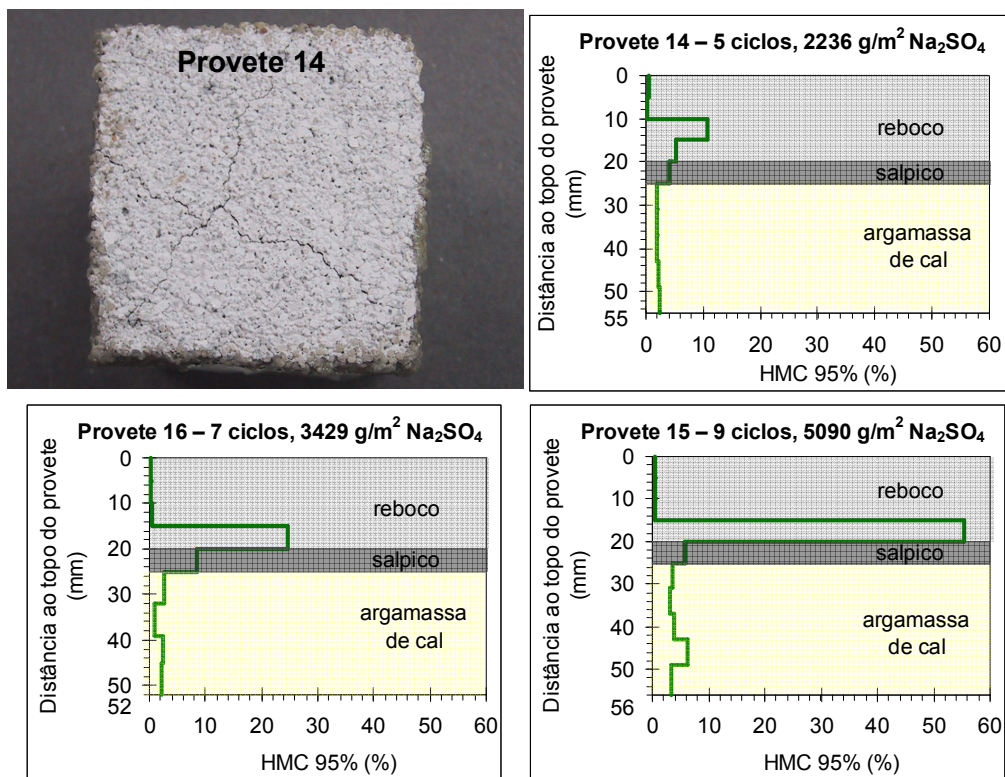 Provete 14
Provete 14 – 5 ciclos, 2236 g/m² Na₂SO₄
Distância ao topo do provete
(mm)
0
10
20
30
40
50
55
reboco
salpico
argamassa
de cal
0 10 20 30 40 50 60
HMC 95% (%)
Provete 16 – 7 ciclos, 3429 g/m² Na₂SO₄
Distância ao topo do provete
(mm)
0
10
20
30
40
50
52
reboco
salpico
argamassa
de cal
0 10 20 30 40 50 60
HMC 95% (%)
Provete 15 – 9 ciclos, 5090 g/m² Na₂SO₄
Distância ao topo do provete
(mm)
0
10
20
30
40
50
56
reboco
salpico
argamassa
de cal
0 10 20 30 40 50 60
HMC 95% (%)